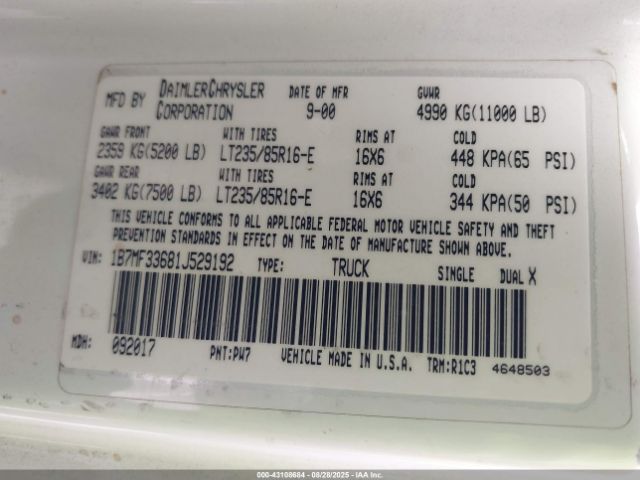 MFD BY DAIMLERCHRYSLER CORPORATION DATE OF MFR 9-00 GVWR 4990 KG(11000 LB)
GAWR FRONT WITH TIRES RIMS AT COLD
2359 KG(5200 LB) LT235/85R16-E 16X6 448 KPA(65 PSI)
GAWR REAR WITH TIRES RIMS AT COLD
3402 KG(7500 LB) LT235/85R16-E 16X6 344 KPA(50 PSI)
THIS VEHICLE CONFORMS TO ALL APPLICABLE FEDERAL MOTOR VEHICLE SAFETY AND THEFT
PREVENTION STANDARDS IN EFFECT ON THE DATE OF MANUFACTURE SHOWN ABOVE.
VIN: 1B7MF33681J529192 TYPE: TRUCK SINGLE DUAL X
MDH: 092017 PNT:PW7 VEHICLE MADE IN U.S.A. TRM:R1C3 4648503
000-43108684 - 08/28/2025 - IAA Inc.